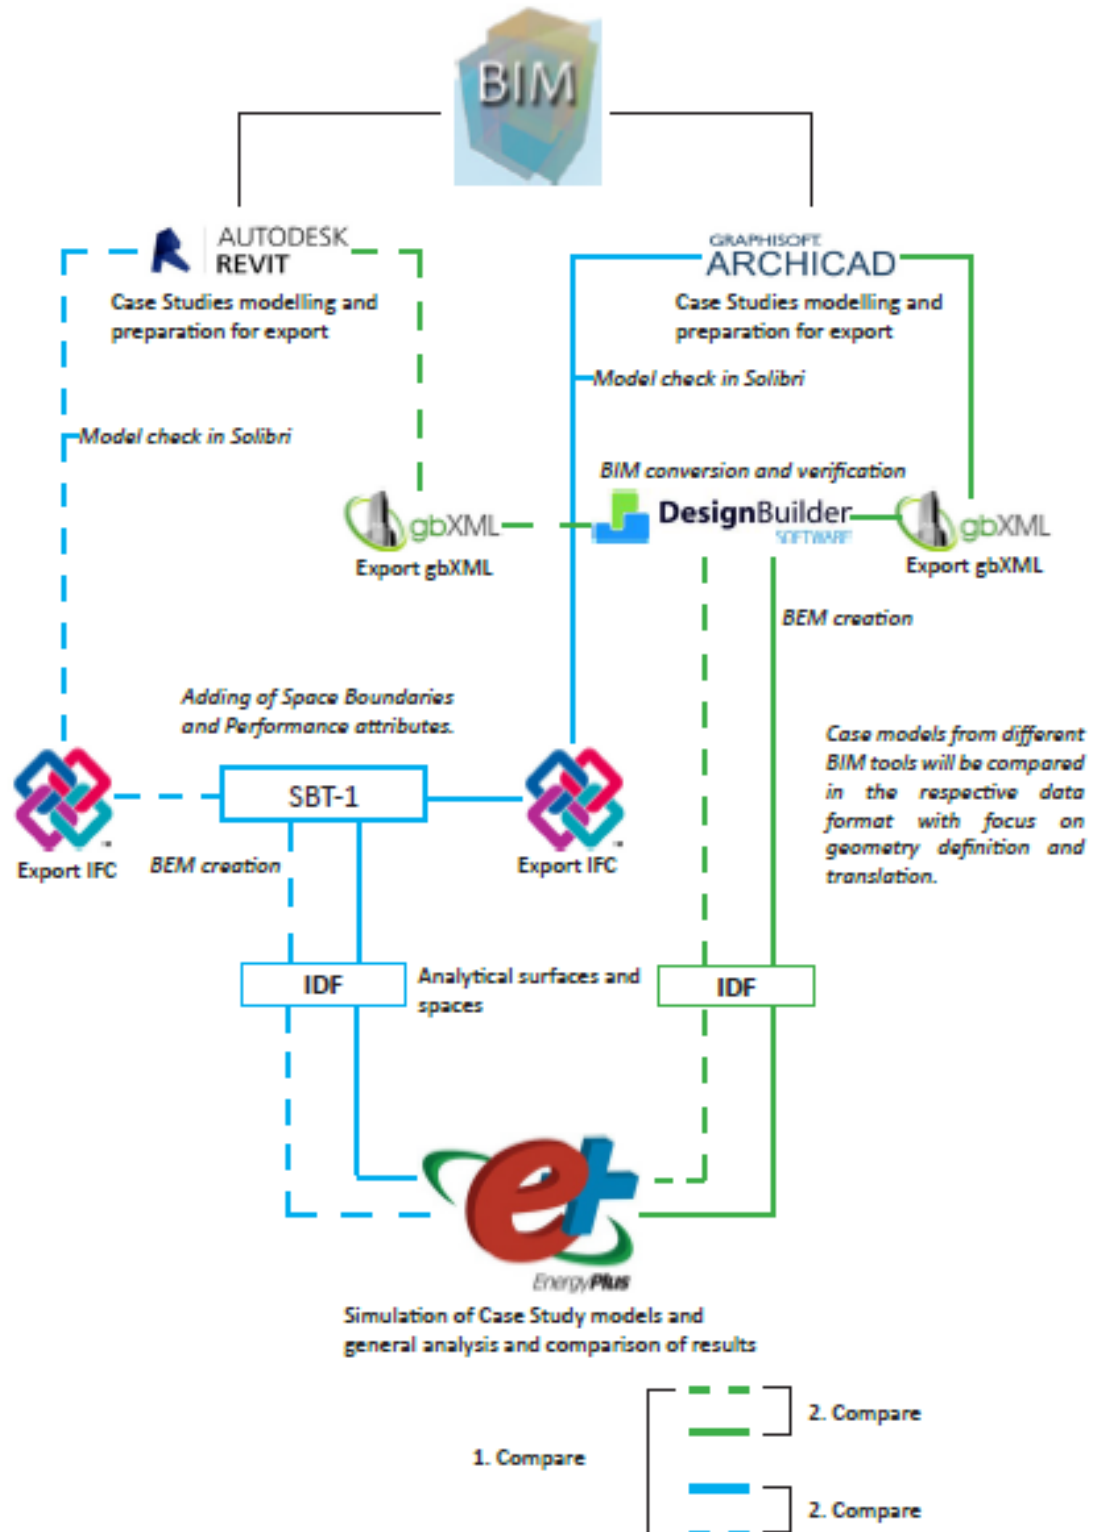 BIM
AUTODESK
REVIT
Case Studies modelling and
preparation for export
GRAPHISOFT.
ARCHICAD
Case Studies modelling and
preparation for export
Model check in Solibri
Model check in Solibri
BIM conversion and verification
gbXML
Export gbXML
DesignBuilder
SOFTWARE
gbXML
Export gbXML
BEM creation
Adding of Space Boundaries
and Performance attributes.
Case models from different
BIM tools will be compared
in the respective data
format with focus on
geometry definition and
translation.
SBT-1
Export IFC
BEM creation
Export IFC
IDF
Analytical surfaces and
spaces
IDF
e+
EnergyPlus
Simulation of Case Study models and
general analysis and comparison of results
2. Compare
1. Compare
2. Compare